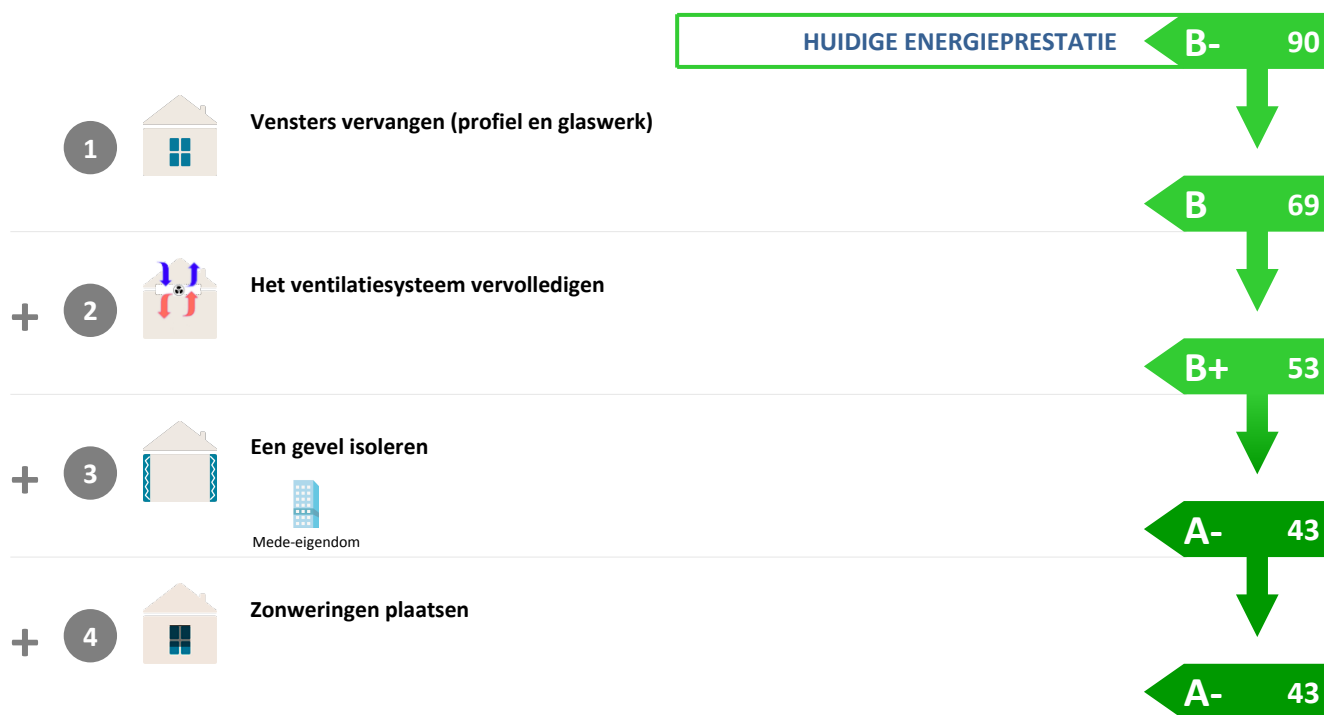 HUIDIGE ENERGIEPRESTATIE B- 90
1 Vensters vervangen (profiel en glaswerk)
B 69
+ 2 Het ventilatiesysteem vervolledigen
B+ 53
+ 3 Een gevel isoleren
Mede-eigendom
A- 43
+ 4 Zonweringen plaatsen
A- 43